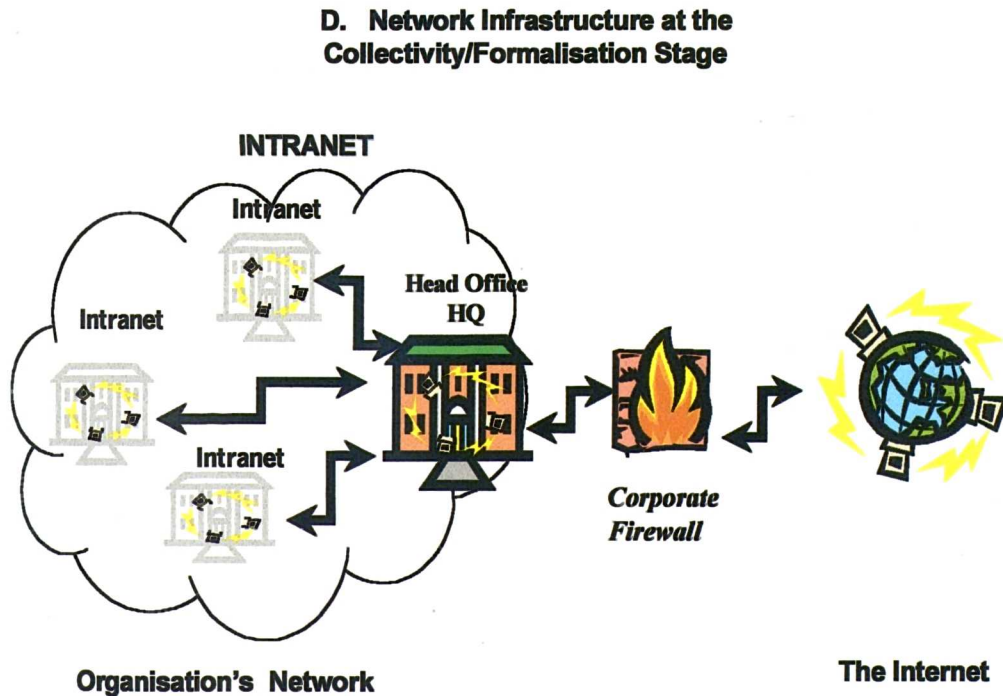 D. Network Infrastructure at the
Collectivity/Formalisation Stage
INTRANET
Intranet
Head Office
HQ
Intranet
Intranet
Corporate
Firewall
Organisation's Network
The Internet